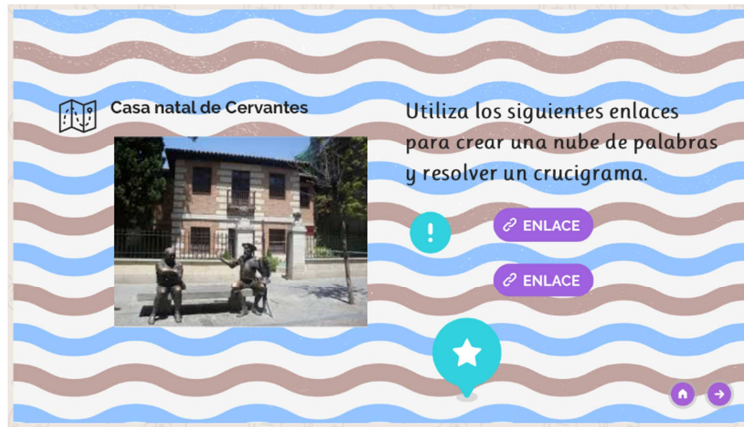 Casa natal de Cervantes
Utiliza los siguientes enlaces
para crear una nube de palabras
y resolver un crucigrama.
ENLACE
ENLACE